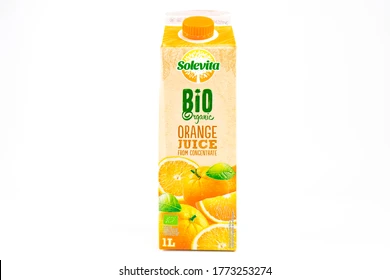 Solevita
BiO
Organic
ORANGE
JUICE
FROM CONCENTRATE
1L
shutterstock.com · 1773253274